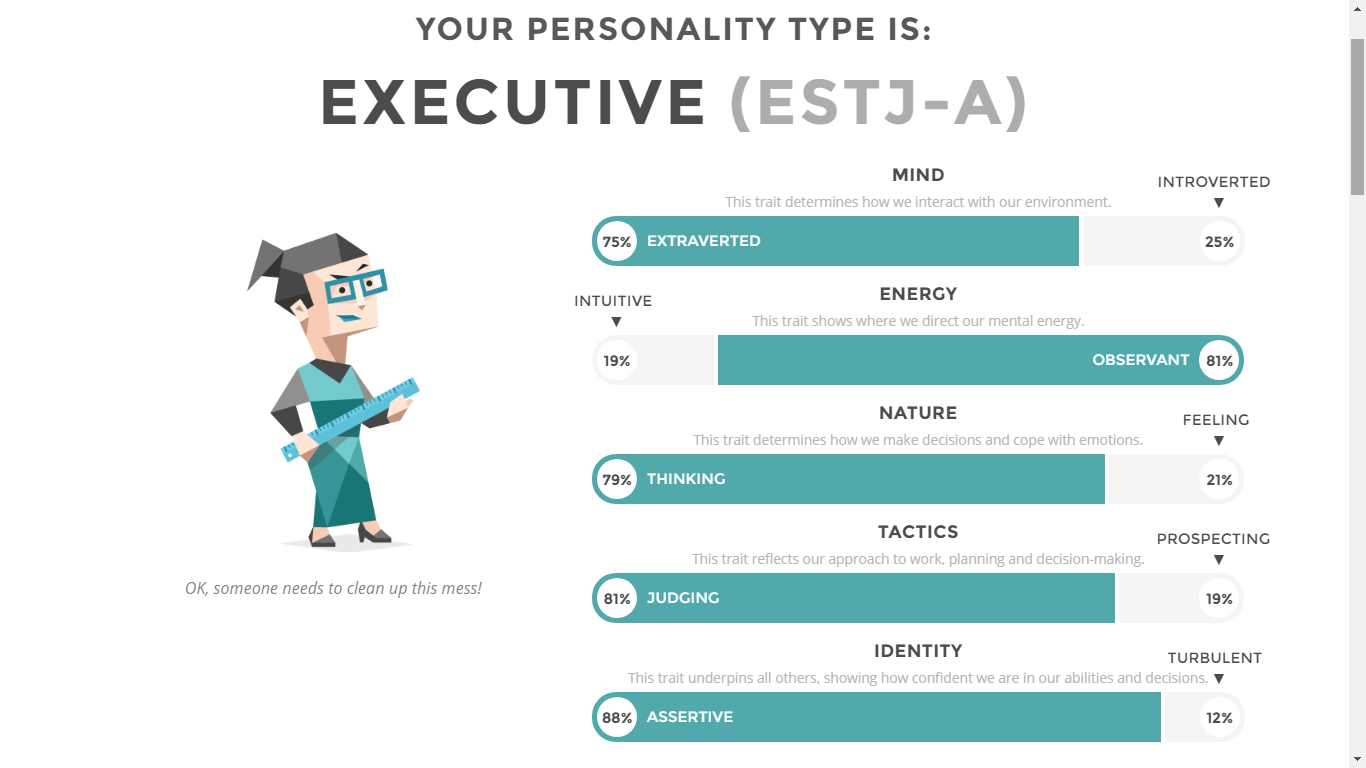 YOUR PERSONALITY TYPE IS:
EXECUTIVE (ESTJ-A)
OK, someone needs to clean up this mess!
MIND
This trait determines how we interact with our environment.
INTROVERTED
75% EXTRAVERTED 25%
ENERGY
INTUITIVE
This trait shows where we direct our mental energy.
19% OBSERVANT 81%
NATURE
This trait determines how we make decisions and cope with emotions.
FEELING
79% THINKING 21%
TACTICS
This trait reflects our approach to work, planning and decision-making.
PROSPECTING
81% JUDGING 19%
IDENTITY
This trait underpins all others, showing how confident we are in our abilities and decisions.
TURBULENT
88% ASSERTIVE 12%